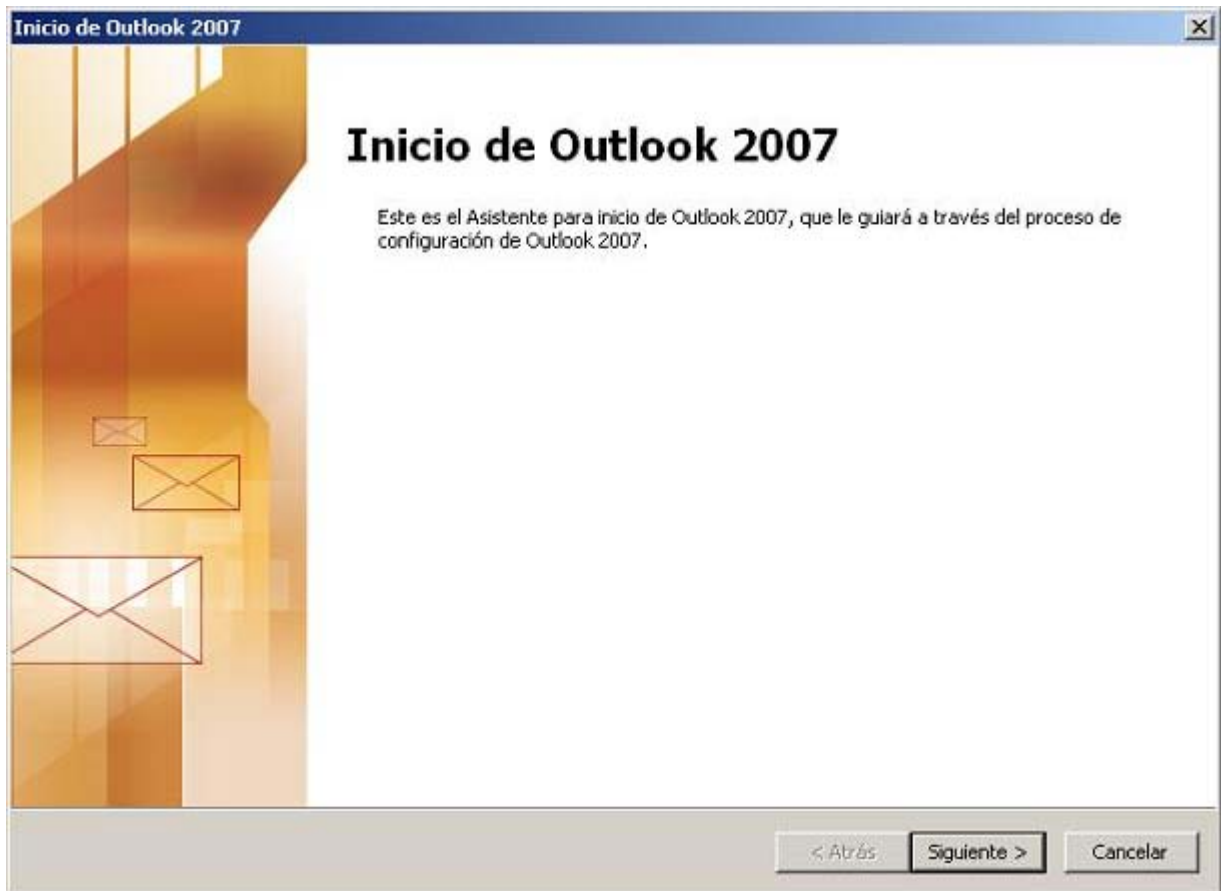 Inicio de Outlook 2007
Inicio de Outlook 2007
Este es el Asistente para inicio de Outlook 2007, que le guiará a través del proceso de
configuración de Outlook 2007.
< Atrás Siguiente > Cancelar